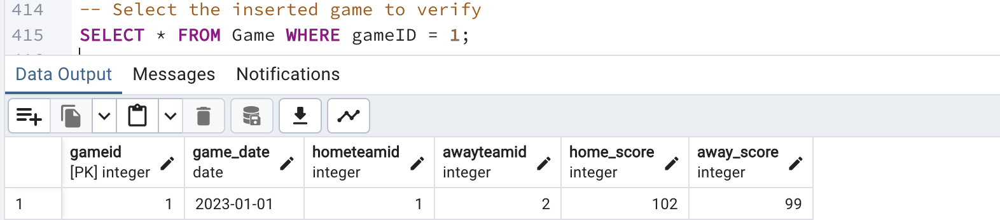 414 -- Select the inserted game to verify
415 SELECT * FROM Game WHERE gameID = 1;
Data Output Messages Notifications
gameid game_date hometeamid awayteamid home_score away_score
[PK] integer date integer integer integer integer
1 1 2023-01-01 1 2 102 99